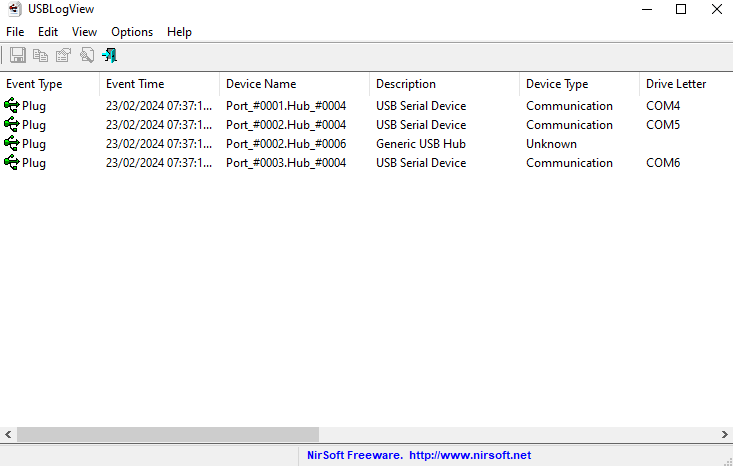 USBLogView
File Edit View Options Help
Event Type Event Time Device Name Description Device Type Drive Letter
Plug 23/02/2024 07:37:1... Port_#0001.Hub_#0004 USB Serial Device Communication COM4
Plug 23/02/2024 07:37:1... Port_#0002.Hub_#0004 USB Serial Device Communication COM5
Plug 23/02/2024 07:37:1... Port_#0002.Hub_#0006 Generic USB Hub Unknown
Plug 23/02/2024 07:37:1... Port_#0003.Hub_#0004 USB Serial Device Communication COM6
NirSoft Freeware. http://www.nirsoft.net